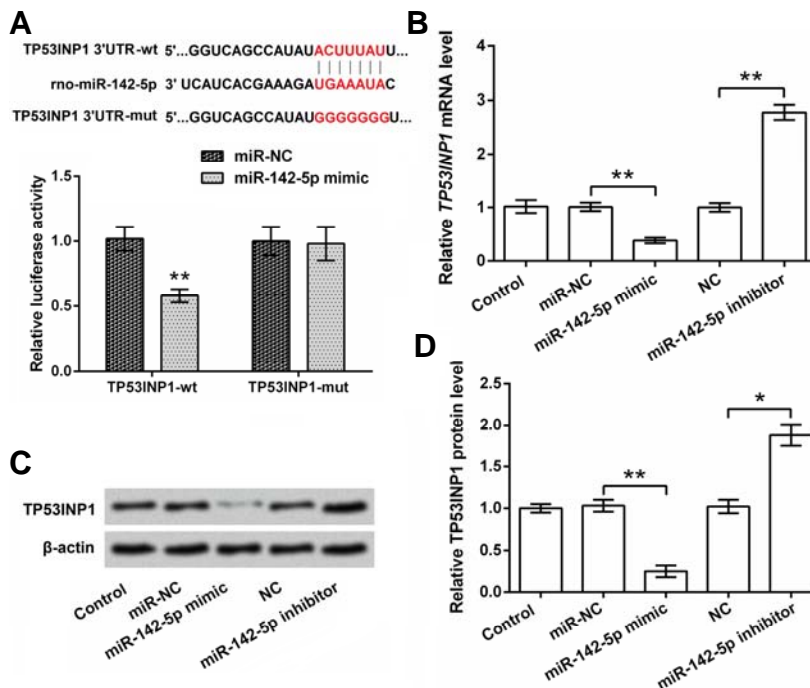 A
TP53INP1 3'UTR-wt 5'...GGUCAGCCAUAUACUUUAUU...
rno-miR-142-5p 3' UCAUCACGAAAGAUGAAAUAC
TP53INP1 3'UTR-mut 5'...GGUCAGCCAUAUGGGGGGGU...
miR-NC
miR-142-5p mimic
Relative luciferase activity
1.5
1.0
0.5
0.0
**
TP53INP1-wt
TP53INP1-mut
B
Relative TP53INP1 mRNA level
4
3
2
1
0
**
**
Control
miR-NC
miR-142-5p mimic
NC
miR-142-5p inhibitor
C
TP53INP1
β-actin
Control
miR-NC
miR-142-5p mimic
NC
miR-142-5p inhibitor
D
Relative TP53INP1 protein level
2.5
2.0
1.5
1.0
0.5
0.0
**
*
Control
miR-NC
miR-142-5p mimic
NC
miR-142-5p inhibitor